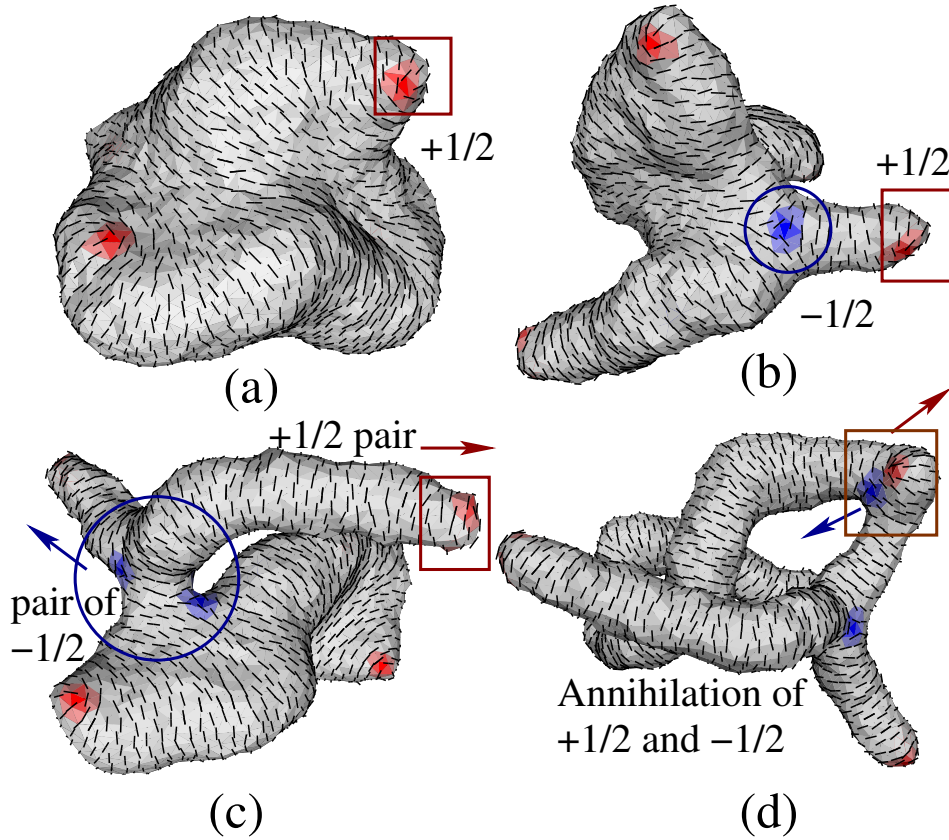 +1/2
(a)
+1/2
−1/2
(b)
+1/2 pair
pair of
−1/2
(c)
Annihilation of
+1/2 and −1/2
(d)